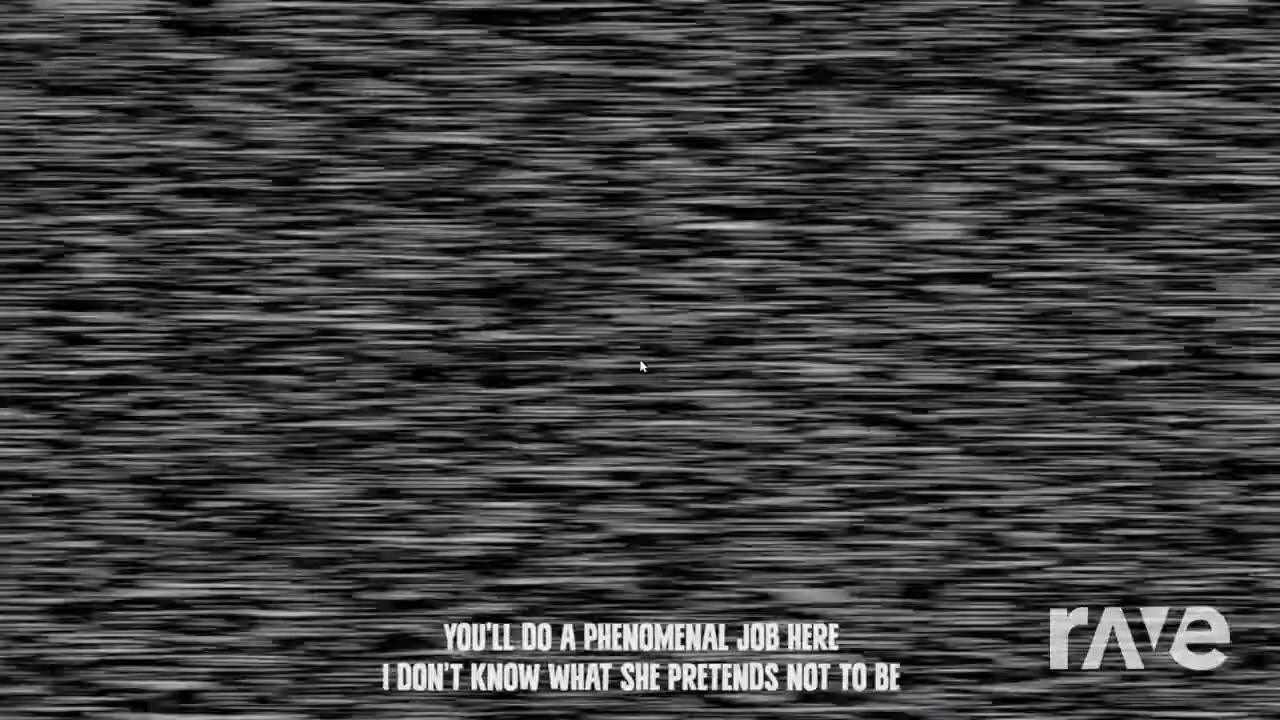 YOU'LL DO A PHENOMENAL JOB HERE
I DON'T KNOW WHAT SHE PRETENDS NOT TO BE
rave